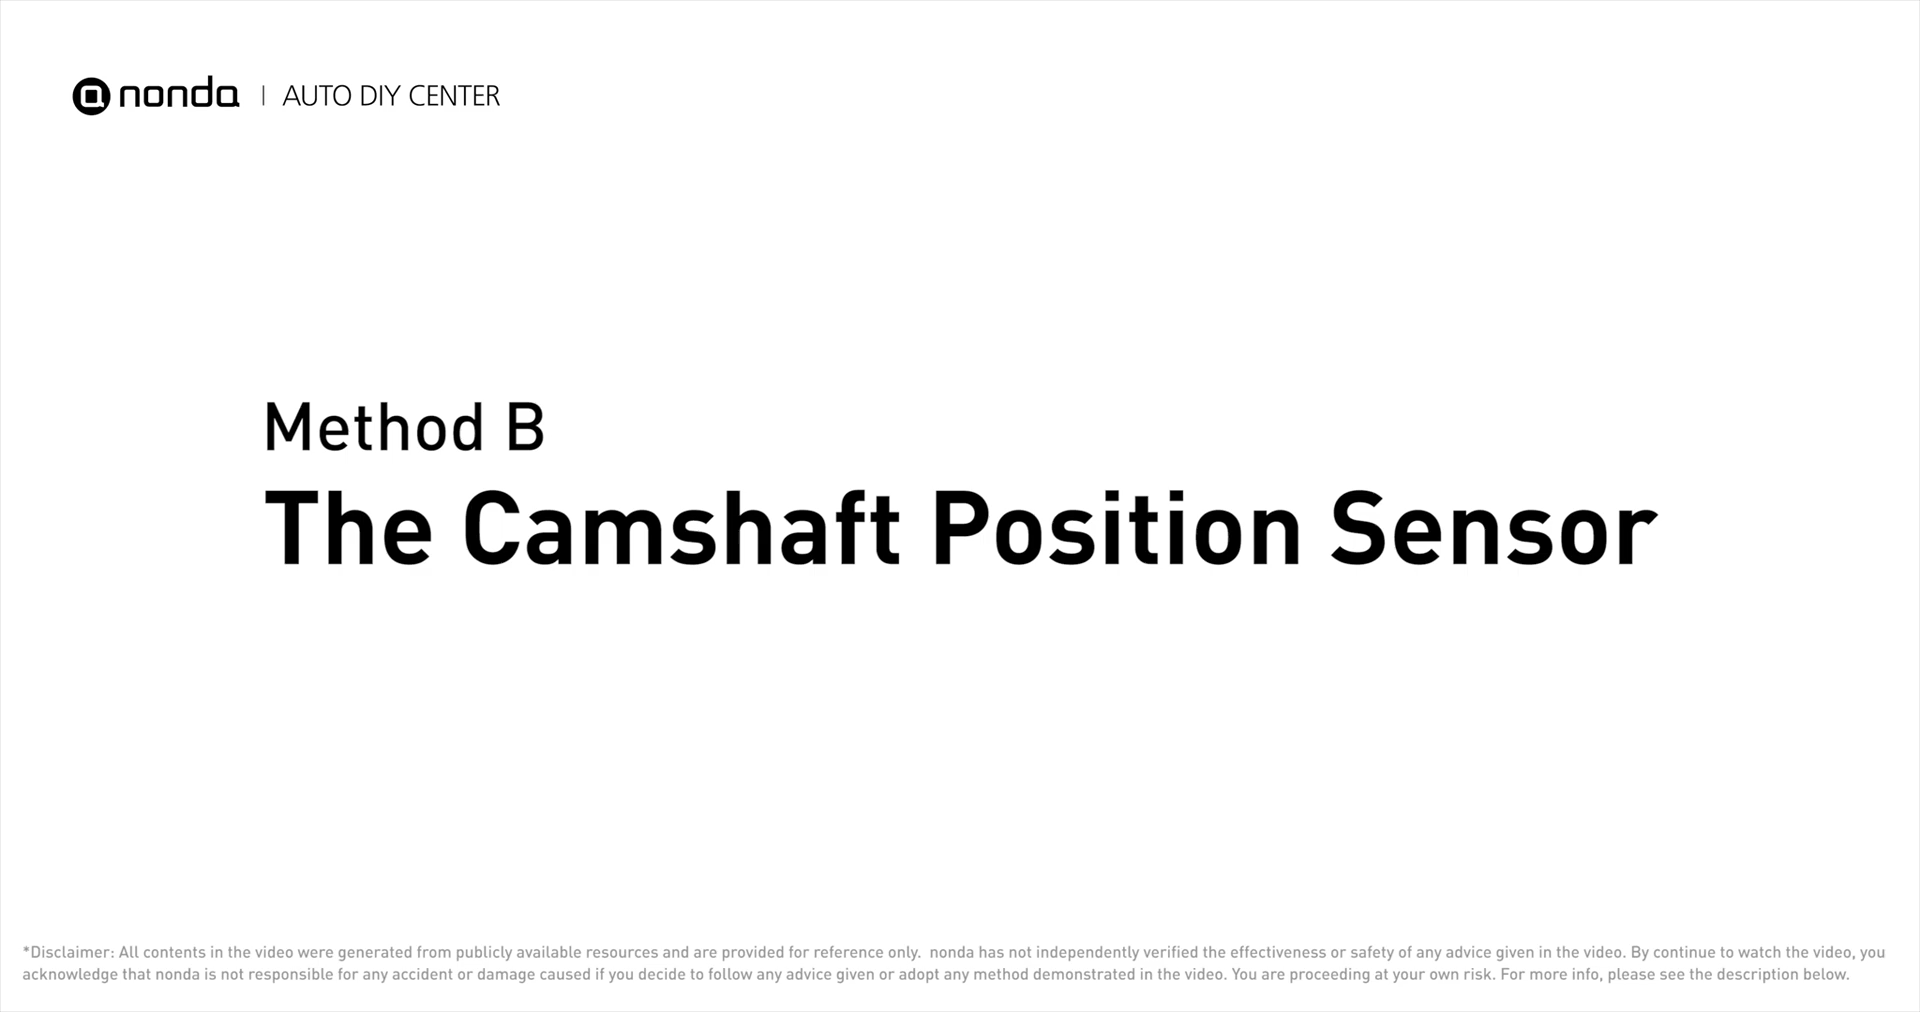 nonda | AUTO DIY CENTER
Method B
The Camshaft Position Sensor
*Disclaimer: All contents in the video were generated from publicly available resources and are provided for reference only.  nonda has not independently verified the effectiveness or safety of any advice given in the video. By continue to watch the video, you
acknowledge that nonda is not responsible for any accident or damage caused if you decide to follow any advice given or adopt any method demonstrated in the video. You are proceeding at your own risk. For more info, please see the description below.